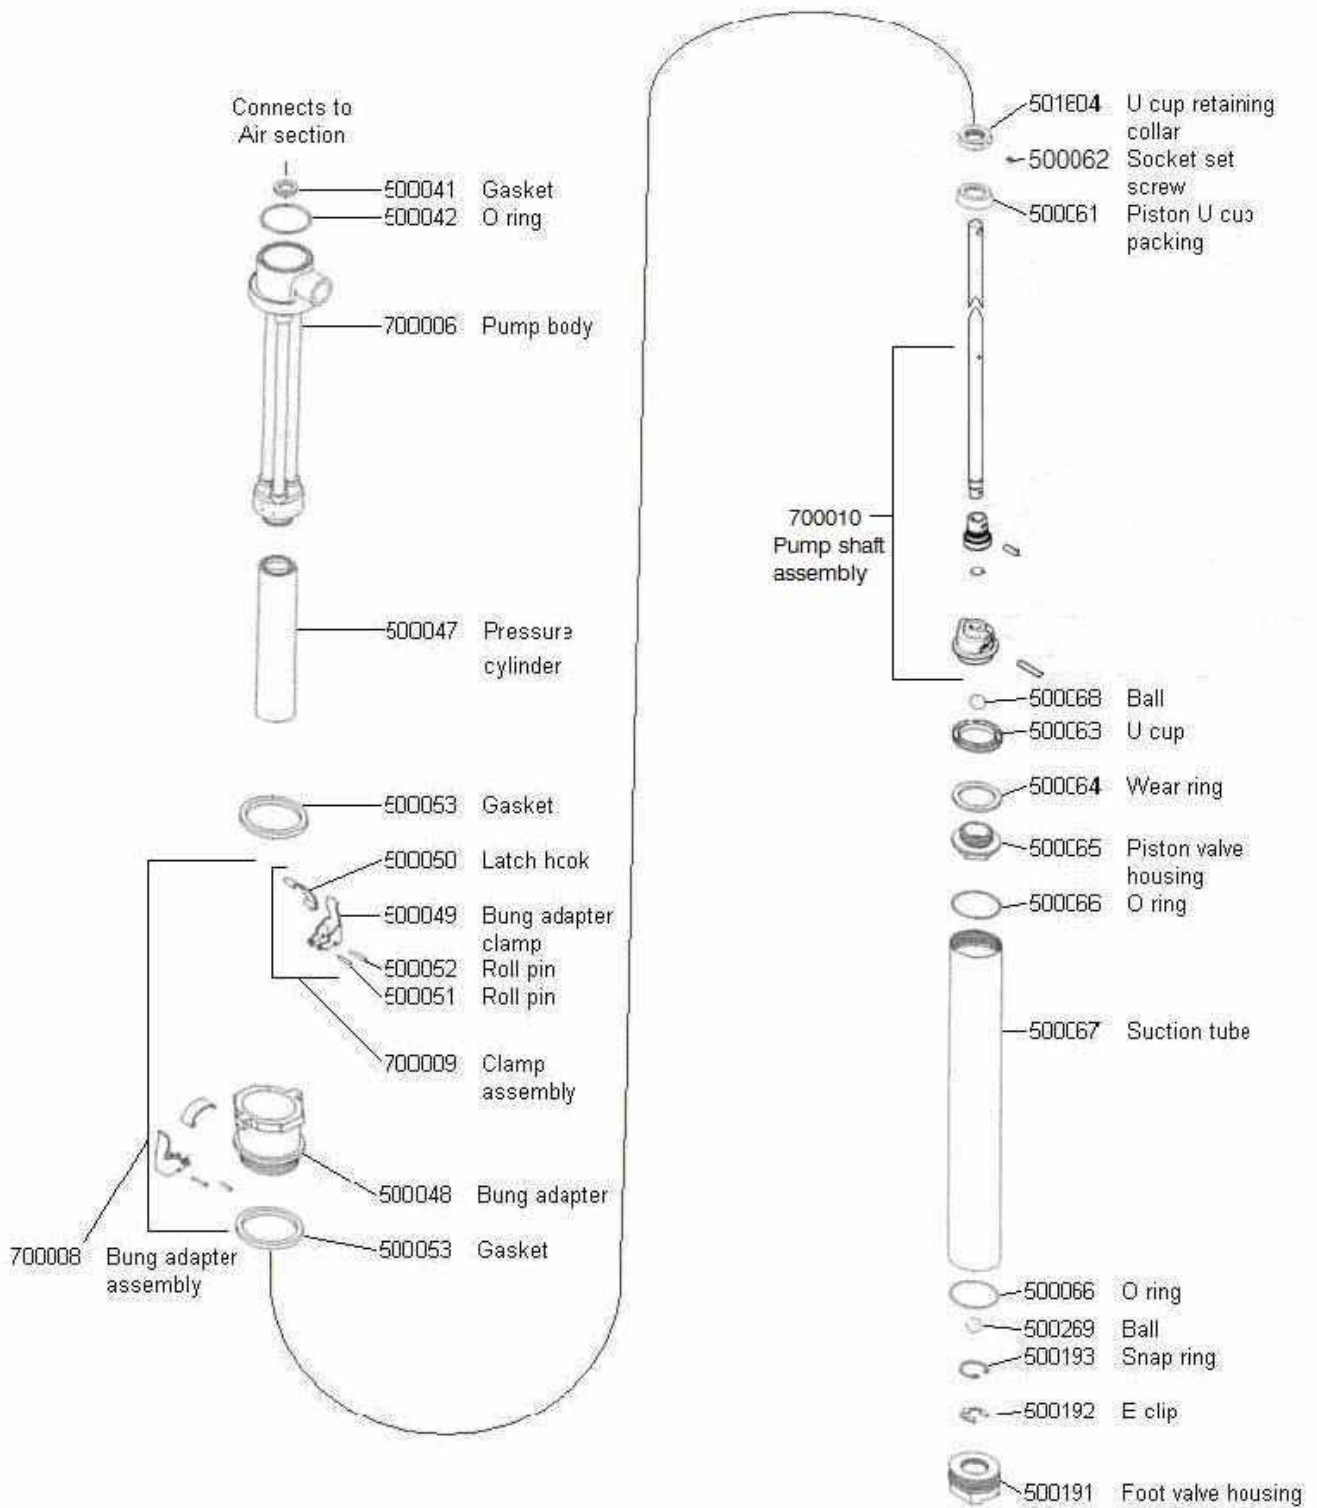 Connects to
Air section
500041 Gasket
500042 O ring
700006 Pump body
500047 Pressure
cylinder
500053 Gasket
500050 Latch hook
500049 Bung adapter
clamp
500052 Roll pin
500051 Roll pin
700009 Clamp
assembly
500048 Bung adapter
500053 Gasket
700008 Bung adapter
assembly
U cup retaining
collar
500062 Socket set
screw
500061 Piston U cup
packing
700010
Pump shaft
assembly
500068 Ball
500063 U cup
500064 Wear ring
500065 Piston valve
housing
500066 O ring
500067 Suction tube
500066 O ring
500269 Ball
500193 Snap ring
500192 E clip
500191 Foot valve housing